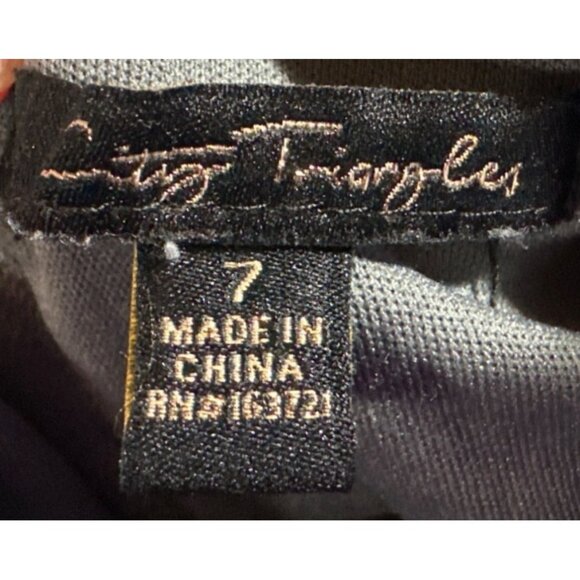 City Triangles
7
MADE IN
CHINA
RN#163721